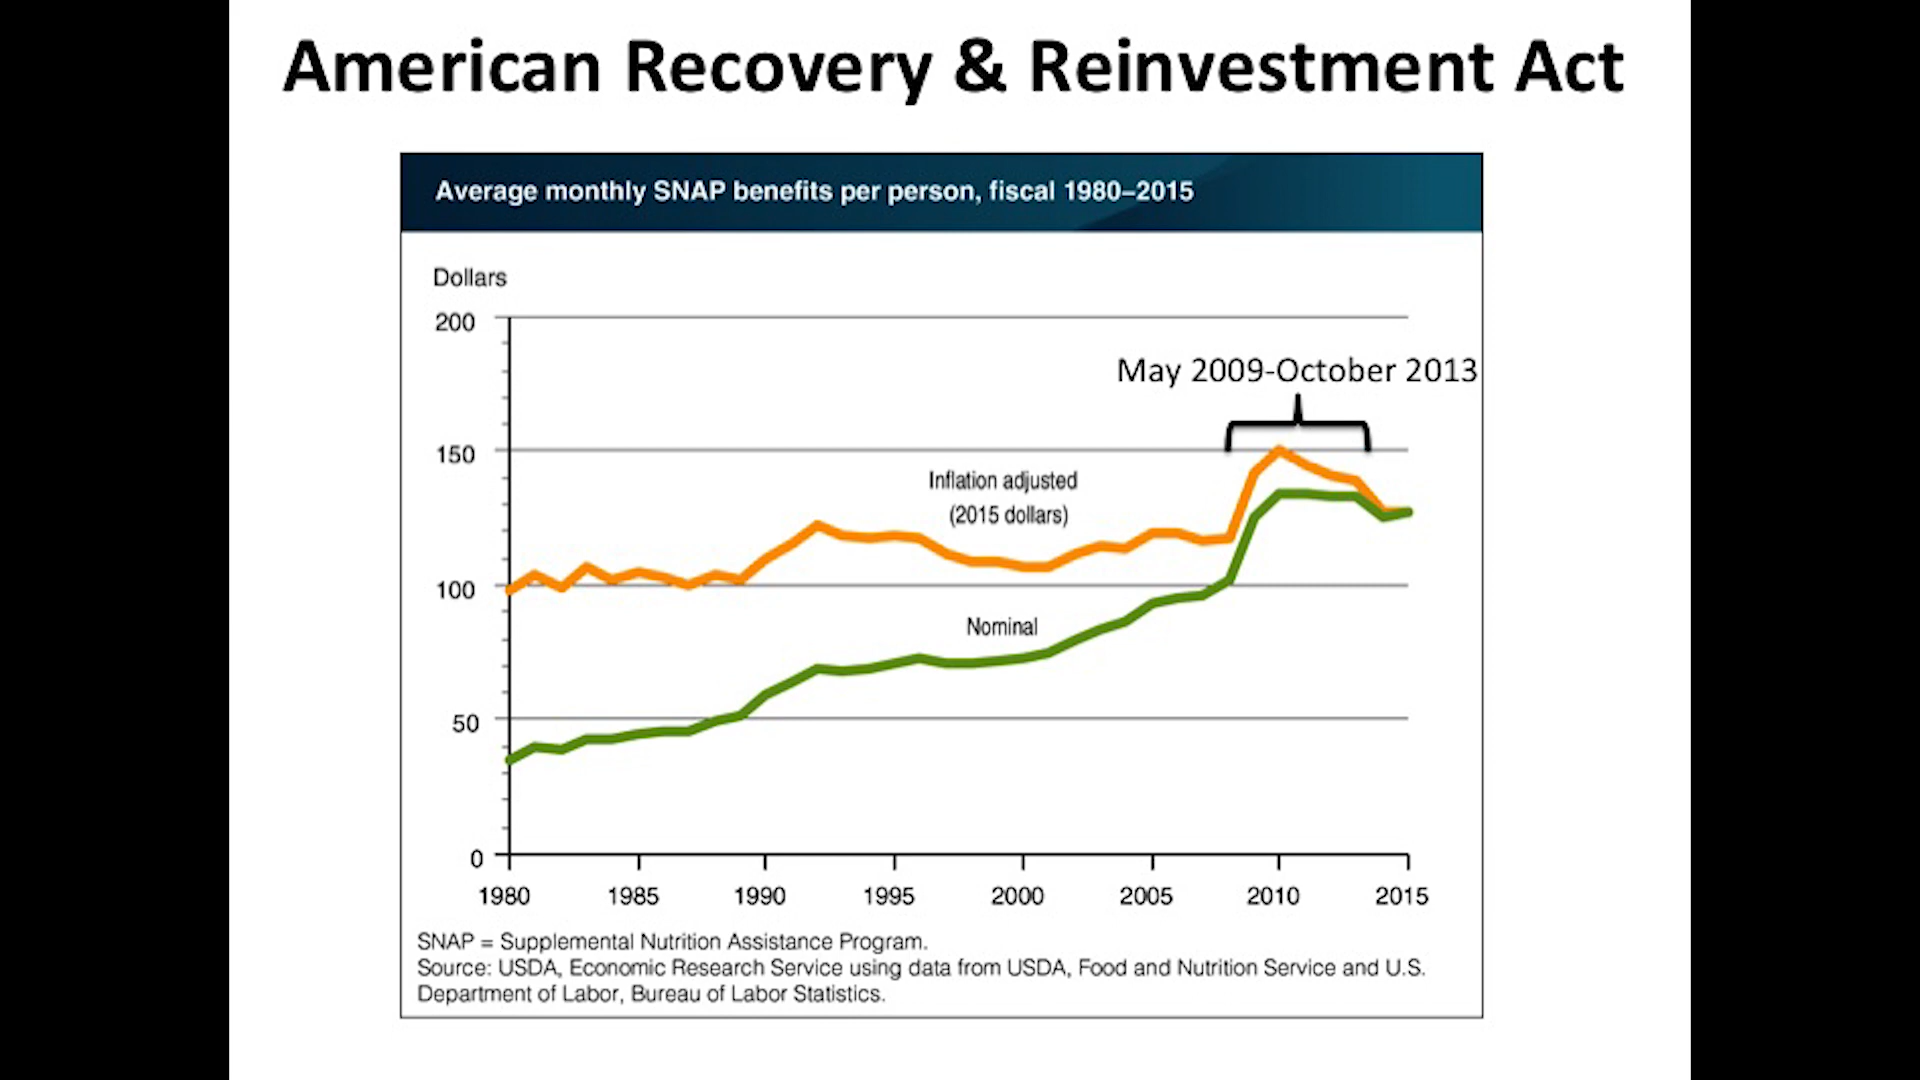 American Recovery & Reinvestment Act
Average monthly SNAP benefits per person, fiscal 1980–2015
Dollars
200
May 2009-October 2013
150
Inflation adjusted
(2015 dollars)
100
Nominal
50
0
1980 1985 1990 1995 2000 2005 2010 2015
SNAP = Supplemental Nutrition Assistance Program.
Source: USDA, Economic Research Service using data from USDA, Food and Nutrition Service and U.S.
Department of Labor, Bureau of Labor Statistics.